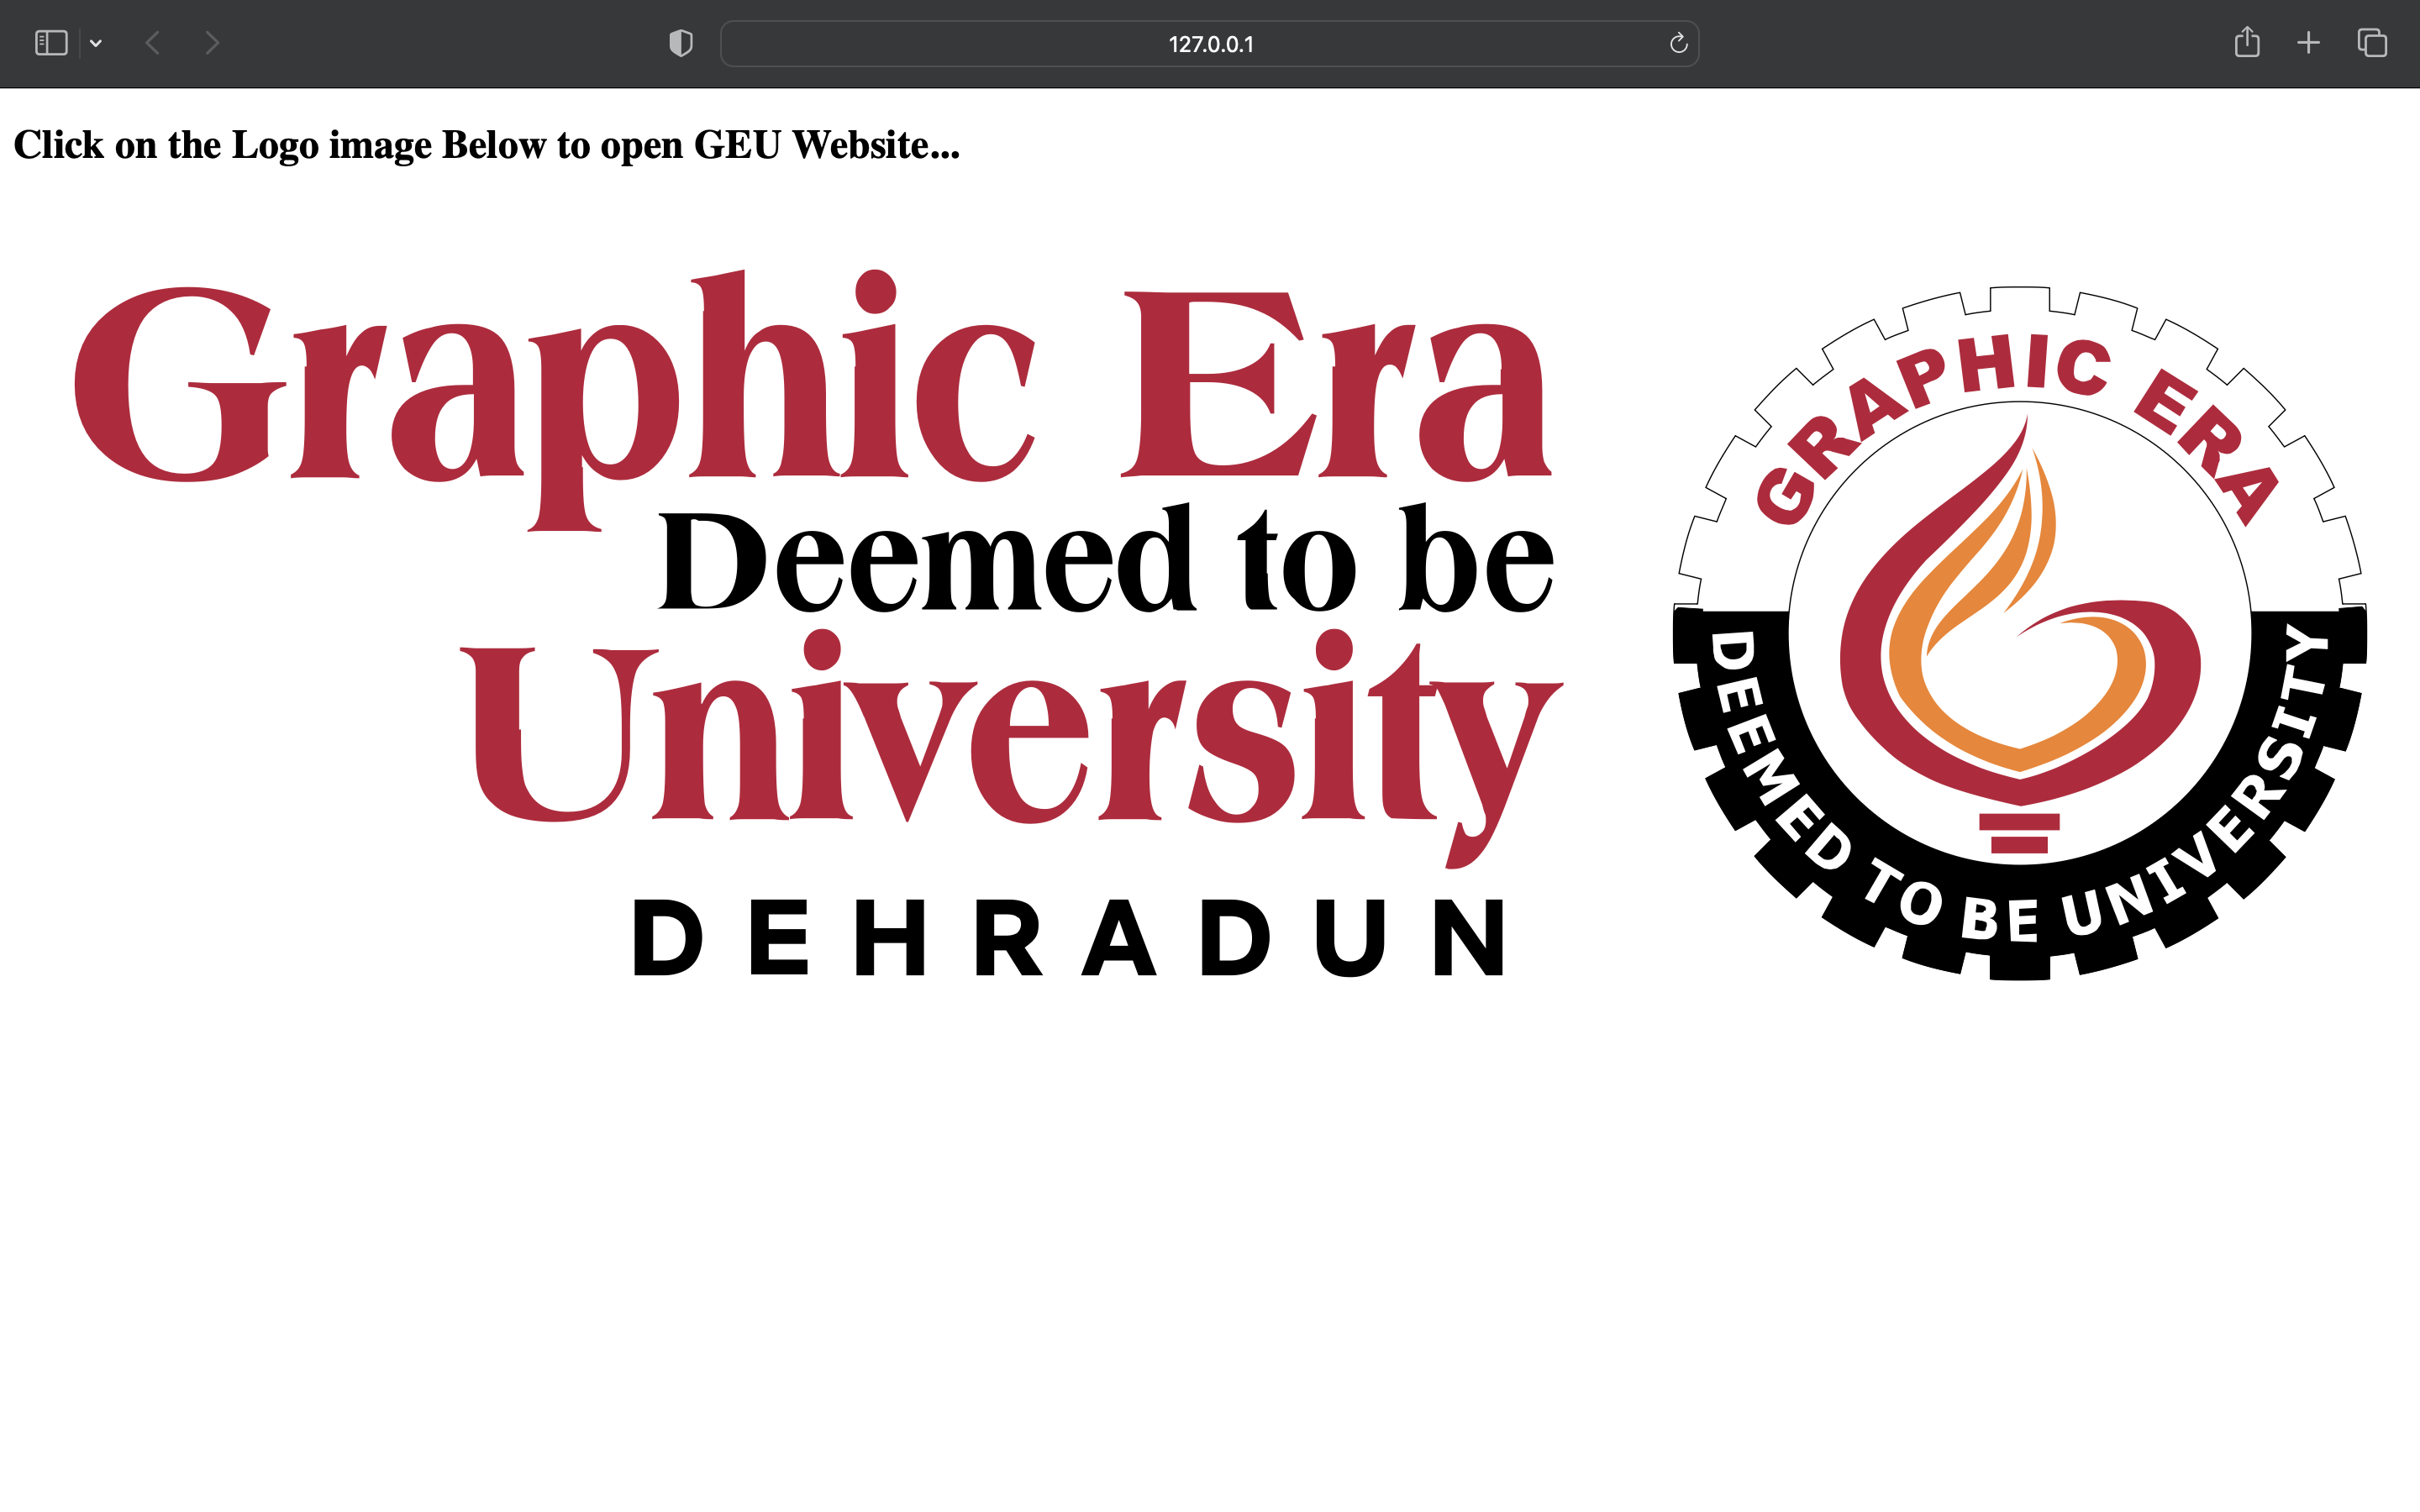 127.0.0.1
Click on the Logo image Below to open GEU Website...
Graphic Era
Deemed to be
University
DEHRADUN
GRAPHIC ERA
DEEMED TO BE UNIVERSITY